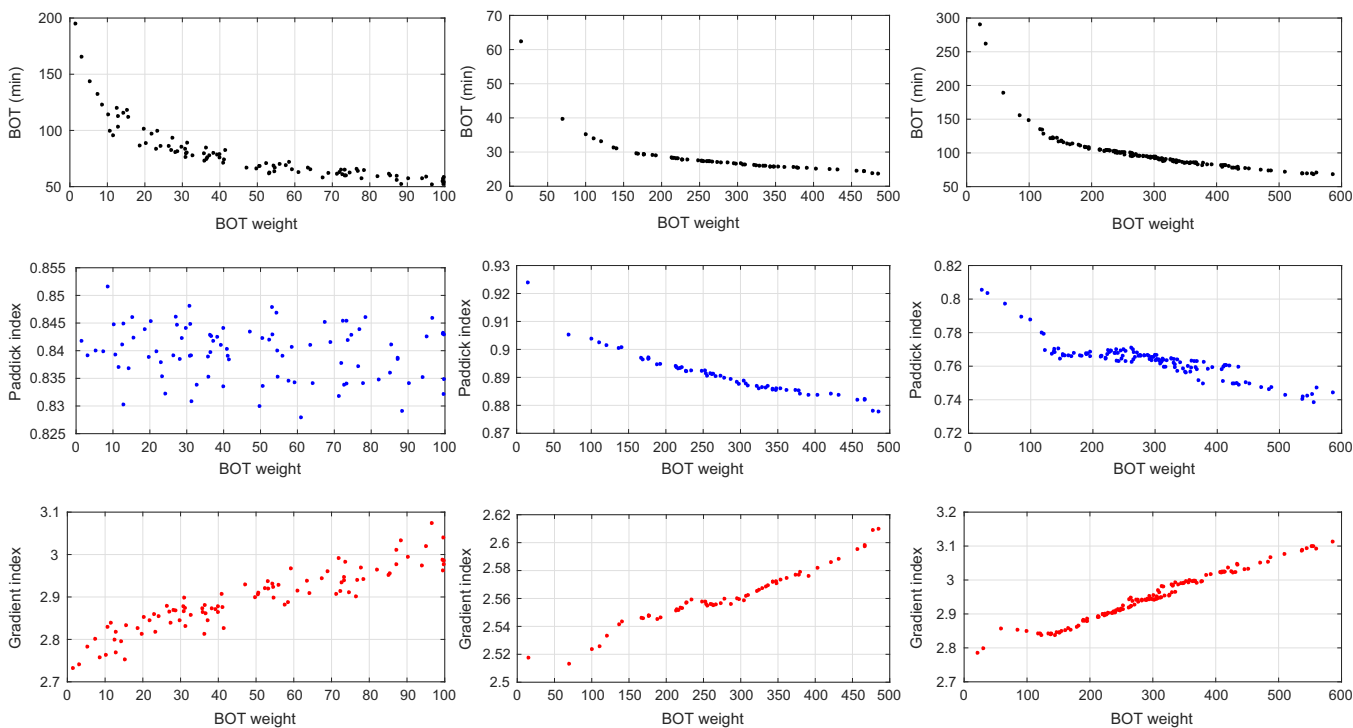 200
150
100
50
BOT (min)
0 10 20 30 40 50 60 70 80 90 100
BOT weight
70
60
50
40
30
20
BOT (min)
0 50 100 150 200 250 300 350 400 450 500
BOT weight
300
250
200
150
100
50
BOT (min)
0 100 200 300 400 500 600
BOT weight
0.855
0.85
0.845
0.84
0.835
0.83
0.825
Paddick index
0 10 20 30 40 50 60 70 80 90 100
BOT weight
0.93
0.92
0.91
0.9
0.89
0.88
0.87
Paddick index
0 50 100 150 200 250 300 350 400 450 500
BOT weight
0.82
0.8
0.78
0.76
0.74
0.72
Paddick index
0 100 200 300 400 500 600
BOT weight
3.1
3
2.9
2.8
2.7
Gradient index
0 10 20 30 40 50 60 70 80 90 100
BOT weight
2.62
2.6
2.58
2.56
2.54
2.52
2.5
Gradient index
0 50 100 150 200 250 300 350 400 450 500
BOT weight
3.2
3.1
3
2.9
2.8
2.7
Gradient index
0 100 200 300 400 500 600
BOT weight